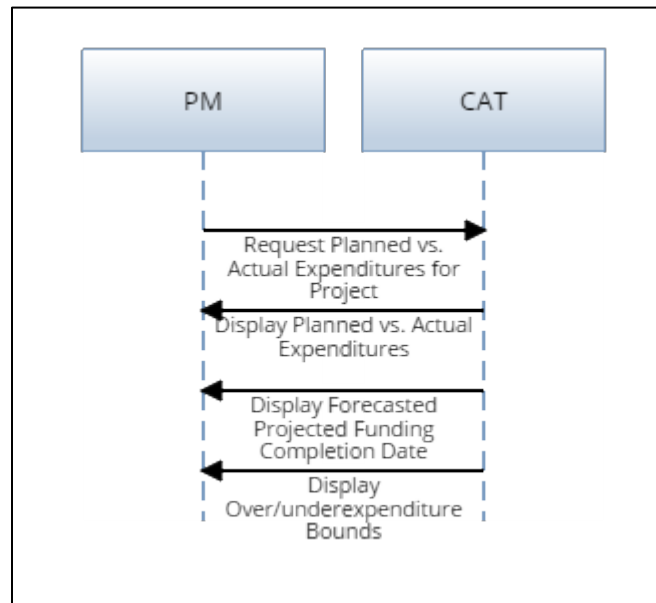 PM
CAT
Request Planned vs.
Actual Expenditures for
Project
Display Planned vs. Actual
Expenditures
Display Forecasted
Projected Funding
Completion Date
Display
Over/underexpenditure
Bounds